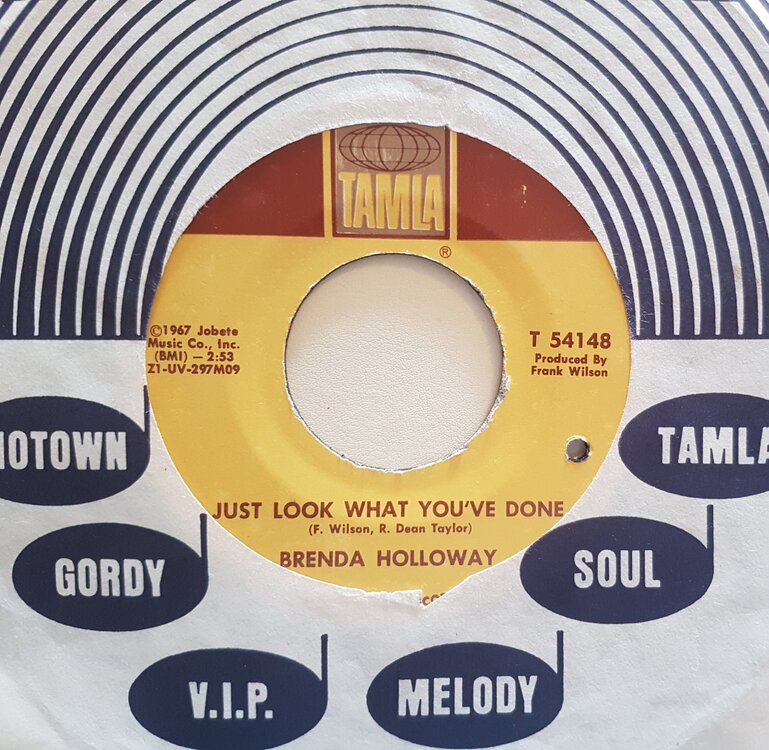 TAMLA
®
©1967 Jobete
Music Co., Inc.
(BMI) — 2:53
Z1-UV-297M09
T 54148
Produced By
Frank Wilson
JUST LOOK WHAT YOU'VE DONE
(F. Wilson, R. Dean Taylor)
BRENDA HOLLOWAY
MOTOWN
TAMLA
GORDY
SOUL
V.I.P.
MELODY